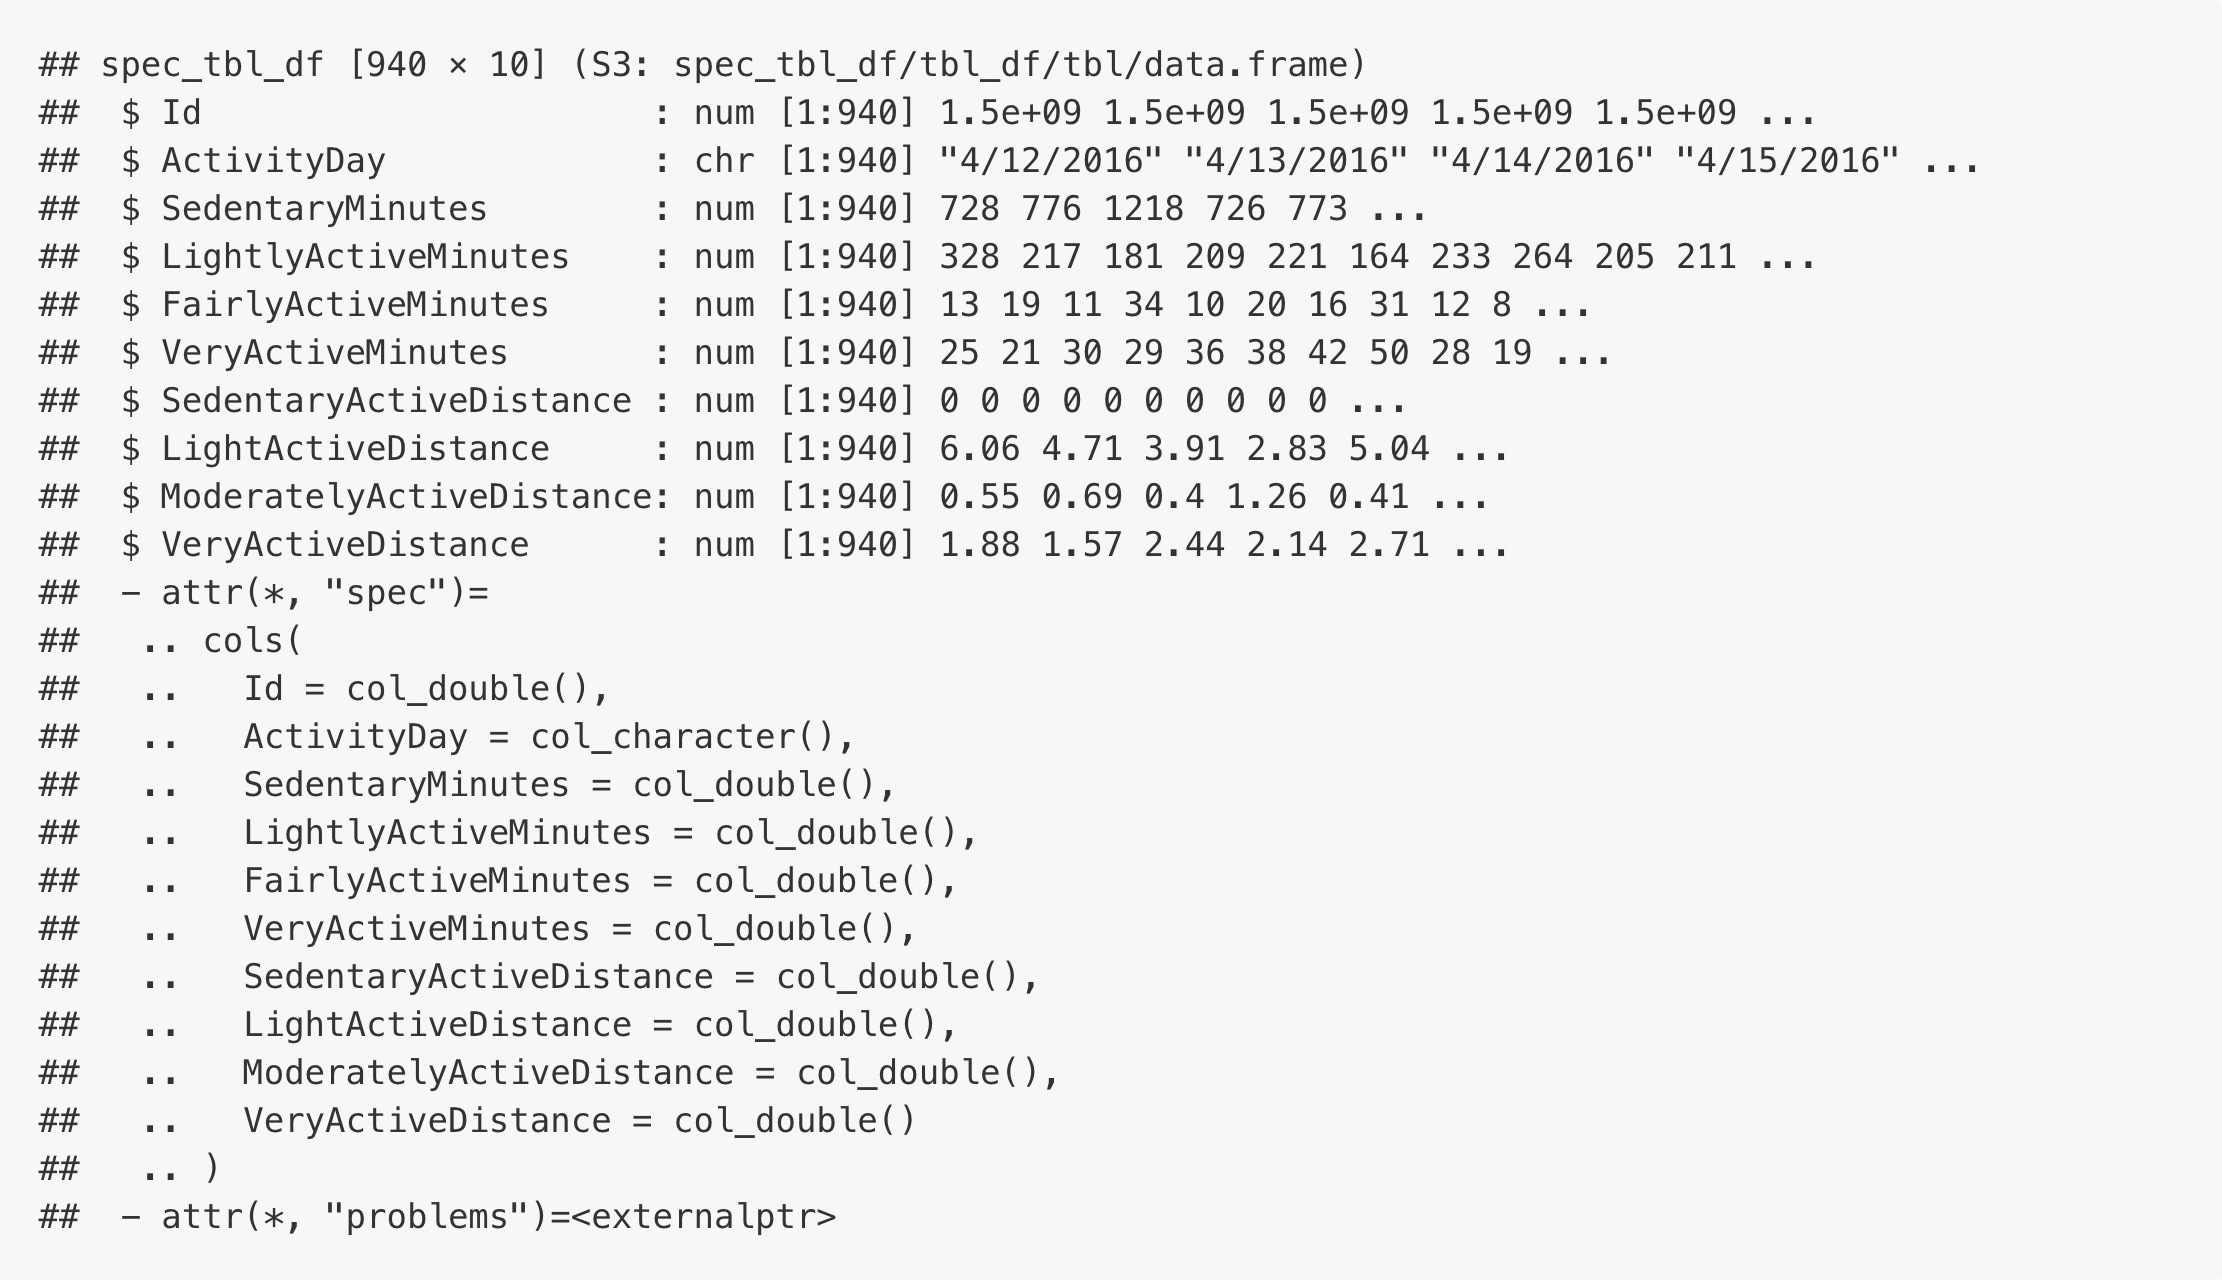 ## spec_tbl_df [940 × 10] (S3: spec_tbl_df/tbl_df/tbl/data.frame)
##  $ Id                      : num [1:940] 1.5e+09 1.5e+09 1.5e+09 1.5e+09 1.5e+09 ...
##  $ ActivityDay             : chr [1:940] "4/12/2016" "4/13/2016" "4/14/2016" "4/15/2016" ...
##  $ SedentaryMinutes        : num [1:940] 728 776 1218 726 773 ...
##  $ LightlyActiveMinutes    : num [1:940] 328 217 181 209 221 164 233 264 205 211 ...
##  $ FairlyActiveMinutes     : num [1:940] 13 19 11 34 10 20 16 31 12 8 ...
##  $ VeryActiveMinutes       : num [1:940] 25 21 30 29 36 38 42 50 28 19 ...
##  $ SedentaryActiveDistance : num [1:940] 0 0 0 0 0 0 0 0 0 0 ...
##  $ LightActiveDistance     : num [1:940] 6.06 4.71 3.91 2.83 5.04 ...
##  $ ModeratelyActiveDistance: num [1:940] 0.55 0.69 0.4 1.26 0.41 ...
##  $ VeryActiveDistance      : num [1:940] 1.88 1.57 2.44 2.14 2.71 ...
##  - attr(*, "spec")=
##   .. cols(
##   ..   Id = col_double(),
##   ..   ActivityDay = col_character(),
##   ..   SedentaryMinutes = col_double(),
##   ..   LightlyActiveMinutes = col_double(),
##   ..   FairlyActiveMinutes = col_double(),
##   ..   VeryActiveMinutes = col_double(),
##   ..   SedentaryActiveDistance = col_double(),
##   ..   LightActiveDistance = col_double(),
##   ..   ModeratelyActiveDistance = col_double(),
##   ..   VeryActiveDistance = col_double()
##   .. )
##  - attr(*, "problems")=<externalptr>